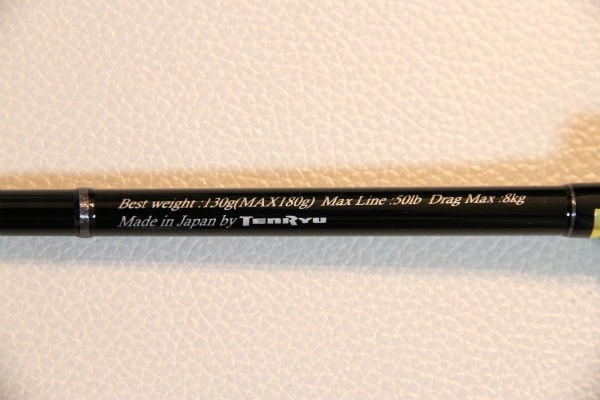 Best weight :130g(MAX180g) Max Line :50lb Drag Max :8kg
Made in Japan by TenRyu